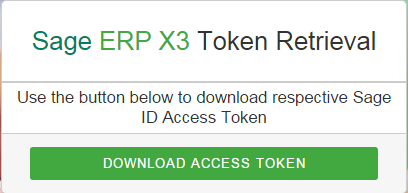 Sage ERP X3 Token Retrieval
Use the button below to download respective Sage
ID Access Token
DOWNLOAD ACCESS TOKEN